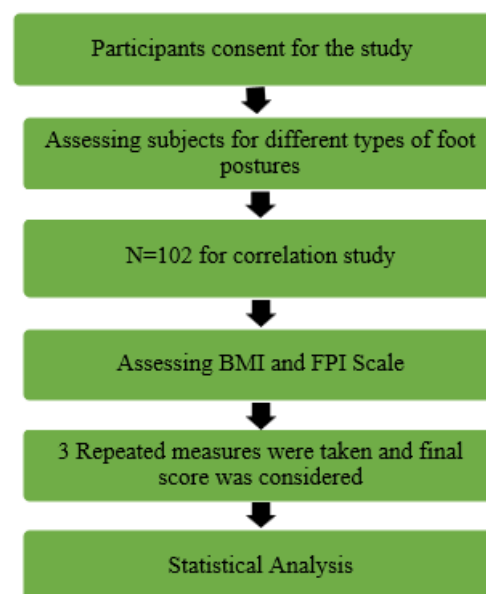 Participants consent for the study
Assessing subjects for different types of foot
postures
N=102 for correlation study
Assessing BMI and FPI Scale
3 Repeated measures were taken and final
score was considered
Statistical Analysis